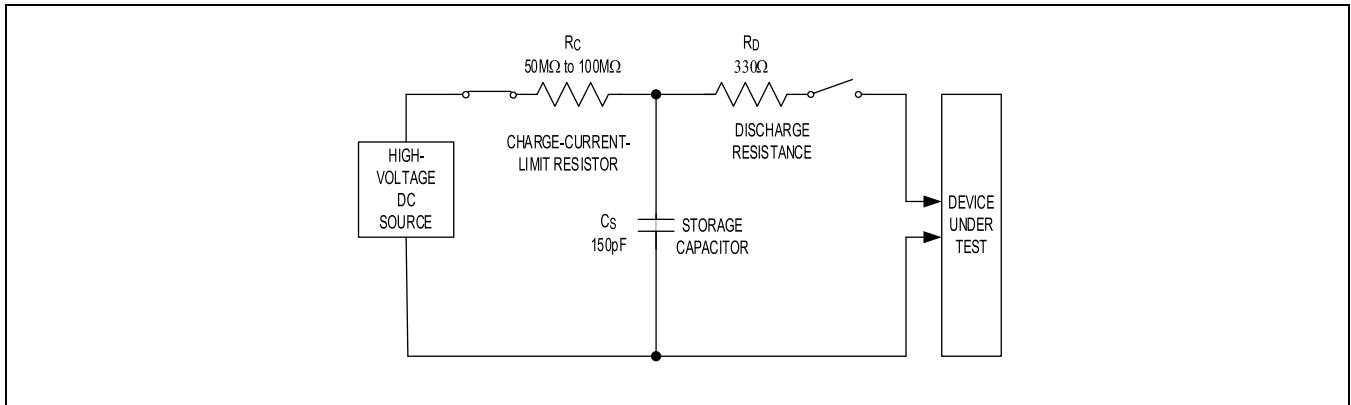 RC
50MΩ to 100MΩ
RD
330Ω
CHARGE-CURRENT-
LIMIT RESISTOR
DISCHARGE
RESISTANCE
HIGH-
VOLTAGE
DC
SOURCE
CS
150pF
STORAGE
CAPACITOR
DEVICE
UNDER
TEST